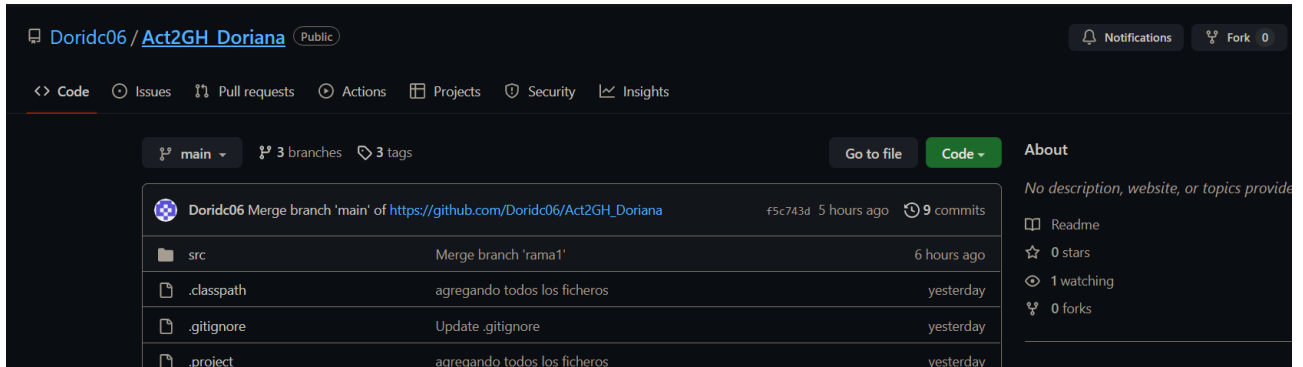 Doridc06 / Act2GH_Doriana Public
Notifications Fork 0
Code Issues Pull requests Actions Projects Security Insights
main 3 branches 3 tags Go to file Code
About
No description, website, or topics provide
Doridc06 Merge branch 'main' of https://github.com/Doridc06/Act2GH_Doriana f5c743d 5 hours ago 9 commits
Readme
src Merge branch 'rama1' 6 hours ago
0 stars
.classpath agregando todos los ficheros yesterday
1 watching
.gitignore Update .gitignore yesterday
0 forks
.project agregando todos los ficheros yesterday